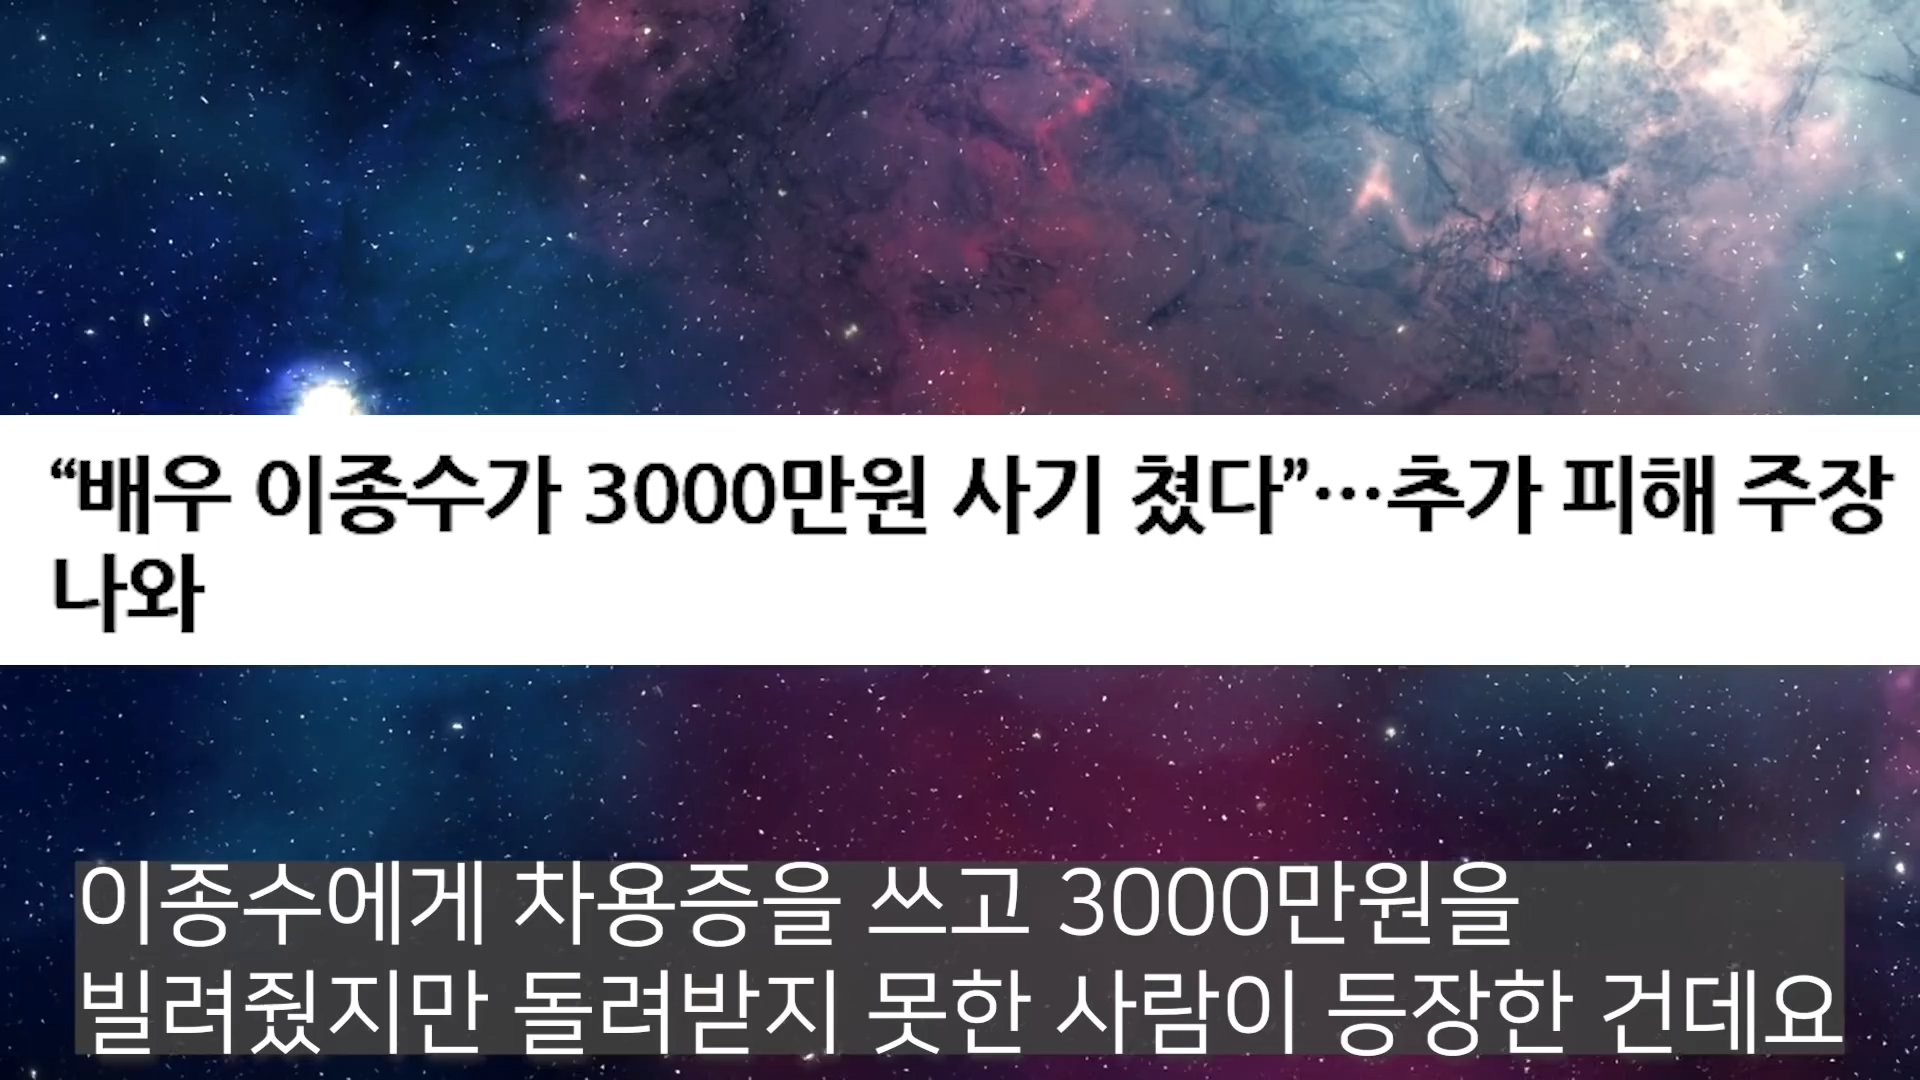 “배우 이종수가 3000만원 사기 쳤다”…추가 피해 주장
나와
이종수에게 차용증을 쓰고 3000만원을
빌려줬지만 돌려받지 못한 사람이 등장한 건데요